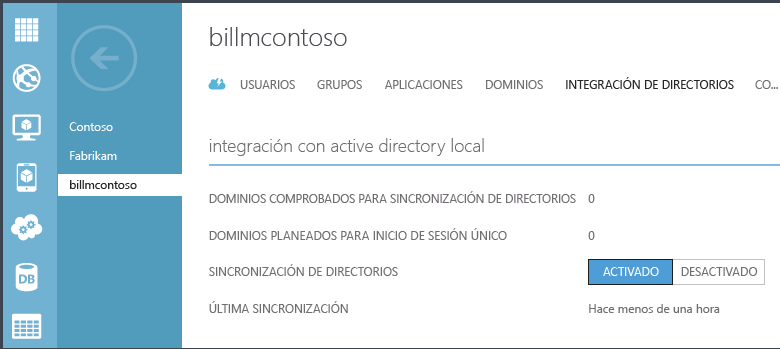 billmcontoso
USUARIOS GRUPOS APLICACIONES DOMINIOS INTEGRACIÓN DE DIRECTORIOS CO...
Contoso
Fabrikam
billmcontoso
integración con active directory local
DOMINIOS COMPROBADOS PARA SINCRONIZACIÓN DE DIRECTORIOS 0
DOMINIOS PLANEADOS PARA INICIO DE SESIÓN ÚNICO 0
SINCRONIZACIÓN DE DIRECTORIOS ACTIVADO DESACTIVADO
ÚLTIMA SINCRONIZACIÓN Hace menos de una hora
DB